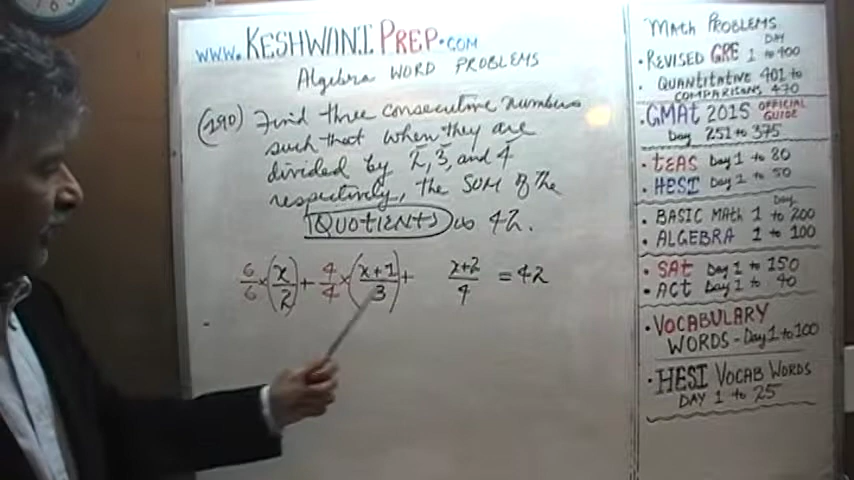 www.KESHWANIPREP.COM
Algebra WORD PROBLEMS
(290) Find three consecutive numbers
such that when they are
divided by 2, 3, and 4
respectively, the SUM of the
QUOTIENTS is 42.
6/6 × (x/2) + 4/4 × (x+1/3) + x+2/4 = 42
MATH PROBLEMS
DAY
• REVISED GRE 1 to 400
• QUANTITATIVE 401 to
COMPARISONS 470
• GMAT 2015 OFFICIAL GUIDE
Day 251 to 375
• TEAS Day 1 to 80
• HESI Day 1 to 50
Day
• BASIC MATH 1 to 200
• ALGEBRA 1 to 100
• SAT Day 1 to 150
• ACT Day 1 to 40
• VOCABULARY
WORDS - Day 1 to 100
• HESI VOCAB WORDS
DAY 1 to 25